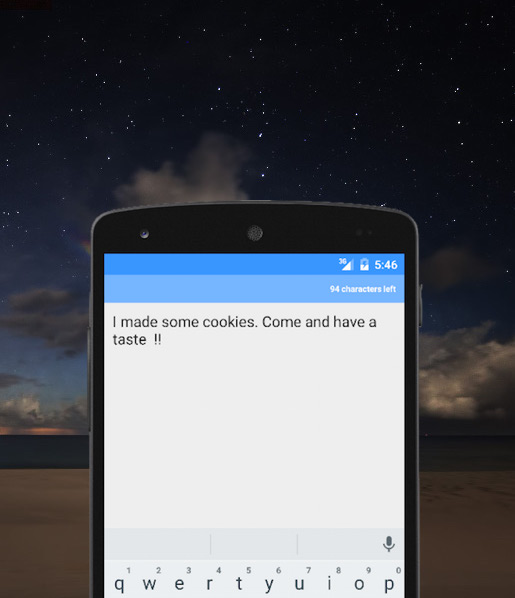 3G 5:46
94 characters left
I made some cookies. Come and have a
taste !!
1 2 3 4 5 6 7 8 9 0
q w e r t y u i o p